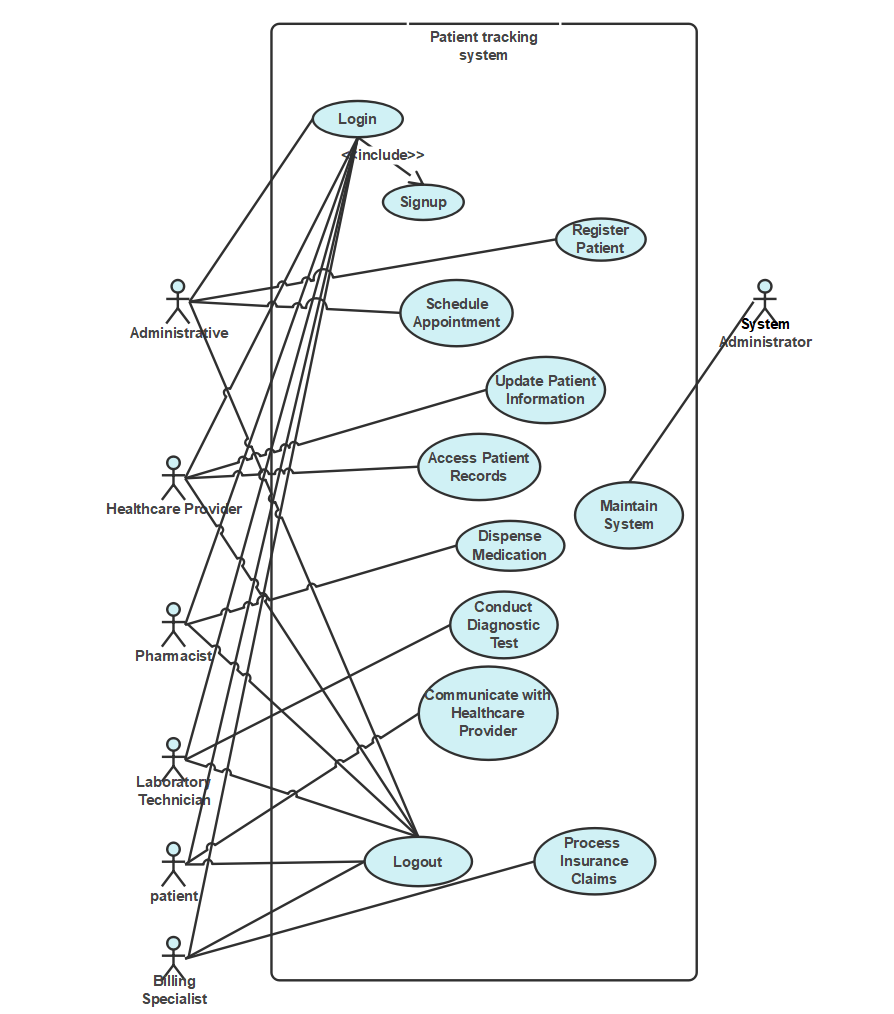 Patient tracking
system
Login
<<include>>
Signup
Register
Patient
Administrative
Schedule
Appointment
System
Administrator
Update Patient
Information
Access Patient
Records
Healthcare Provider
Maintain
System
Dispense
Medication
Conduct
Diagnostic
Test
Pharmacist
Communicate with
Healthcare
Provider
Laboratory
Technician
Logout
Process
Insurance
Claims
patient
Billing
Specialist